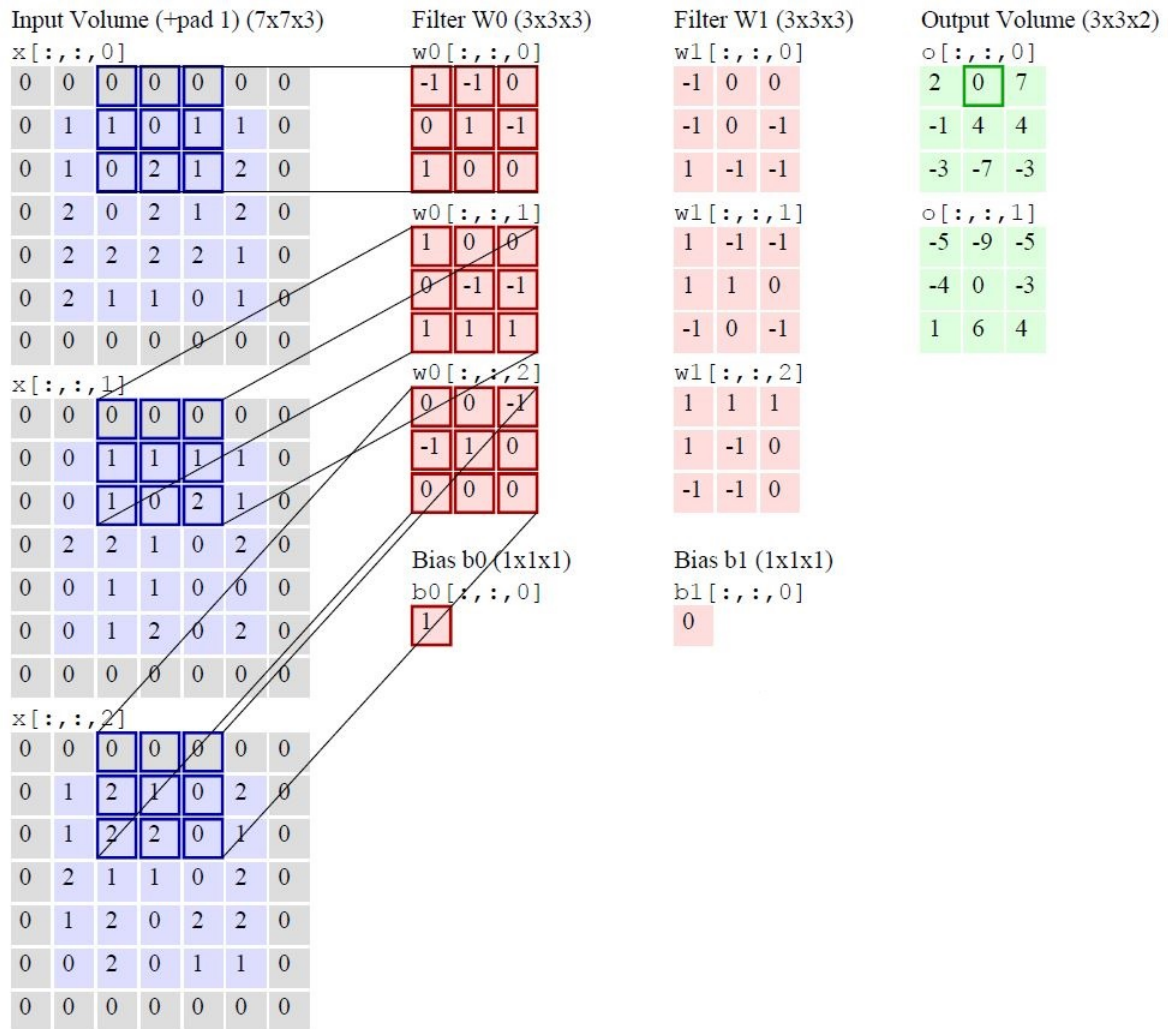 Input Volume (+pad 1) (7x7x3)
x[:,:,0]
0 0 0 0 0 0 0
0 1 1 0 1 1 0
0 1 0 2 1 2 0
0 2 0 2 1 2 0
0 2 2 2 2 1 0
0 2 1 1 0 1 0
0 0 0 0 0 0 0
x[:,:,1]
0 0 0 0 0 0 0
0 0 1 1 1 1 0
0 0 1 0 2 1 0
0 2 2 1 0 2 0
0 0 1 1 0 0 0
0 0 1 2 0 2 0
0 0 0 0 0 0 0
x[:,:,2]
0 0 0 0 0 0 0
0 1 2 1 0 2 0
0 1 2 2 0 1 0
0 2 1 1 0 2 0
0 1 2 0 2 2 0
0 0 2 0 1 1 0
0 0 0 0 0 0 0
Filter W0 (3x3x3)
w0[:,:,0]
-1 -1 0
0 1 -1
1 0 0
w0[:,:,1]
1 0 0
0 -1 -1
1 1 1
w0[:,:,2]
0 0 -1
-1 1 0
0 0 0
Bias b0 (1x1x1)
b0[:,:,0]
1
Filter W1 (3x3x3)
w1[:,:,0]
-1 0 0
-1 0 -1
1 -1 -1
w1[:,:,1]
1 -1 -1
1 1 0
-1 0 -1
w1[:,:,2]
1 1 1
1 -1 0
-1 -1 0
Bias b1 (1x1x1)
b1[:,:,0]
0
Output Volume (3x3x2)
o[:,:,0]
2 0 7
-1 4 4
-3 -7 -3
o[:,:,1]
-5 -9 -5
-4 0 -3
1 6 4